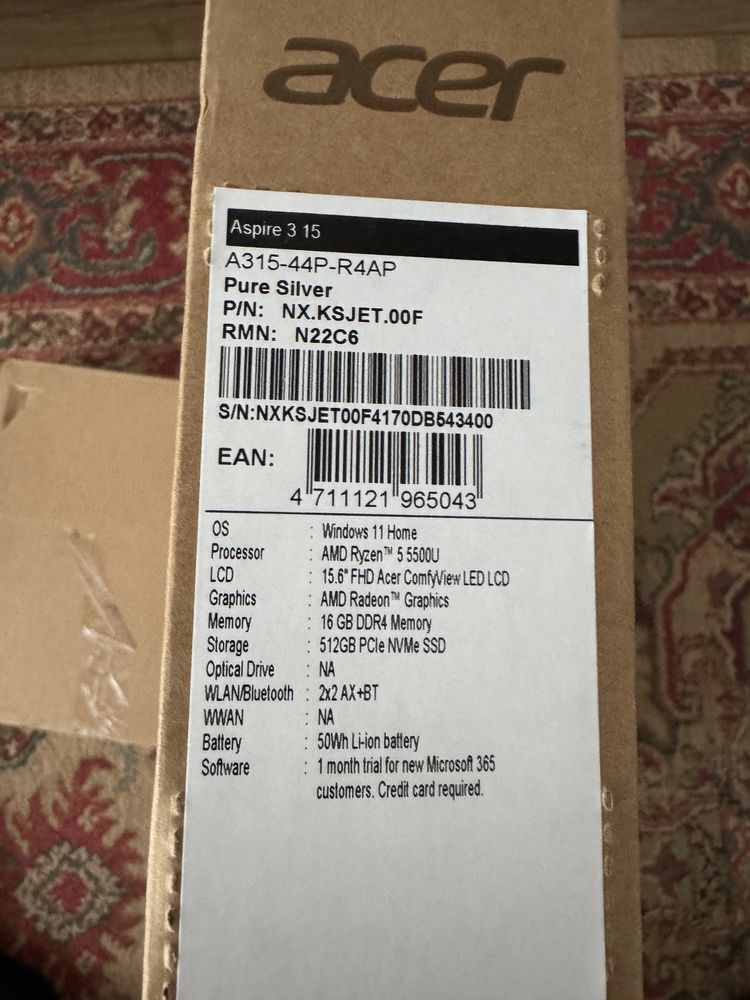 acer
Aspire 3 15
A315-44P-R4AP
Pure Silver
P/N: NX.KSJET.00F
RMN: N22C6
S/N:NXKSJET00F4170DB543400
EAN:
4 711121 965043
OS : Windows 11 Home
Processor : AMD Ryzen™ 5 5500U
LCD : 15.6" FHD Acer ComfyView LED LCD
Graphics : AMD Radeon™ Graphics
Memory : 16 GB DDR4 Memory
Storage : 512GB PCIe NVMe SSD
Optical Drive : NA
WLAN/Bluetooth : 2x2 AX+BT
WWAN : NA
Battery : 50Wh Li-ion battery
Software : 1 month trial for new Microsoft 365
customers. Credit card required.